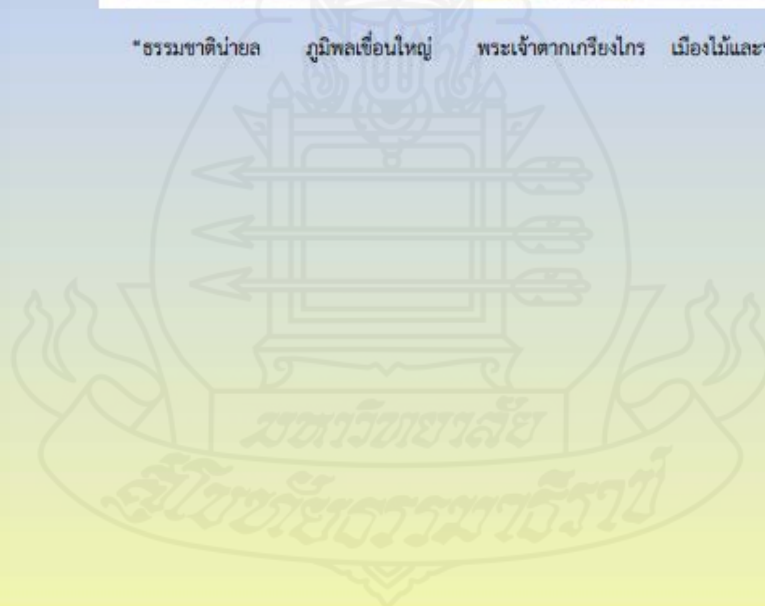 “ธรรมชาติน่ายล ภูมิพลเขื่อนใหญ่ พระเจ้าตากเกรียงไกร เมืองไม้และ
มหาวิทยาลัย
สุโขทัยธรรมาธิราช